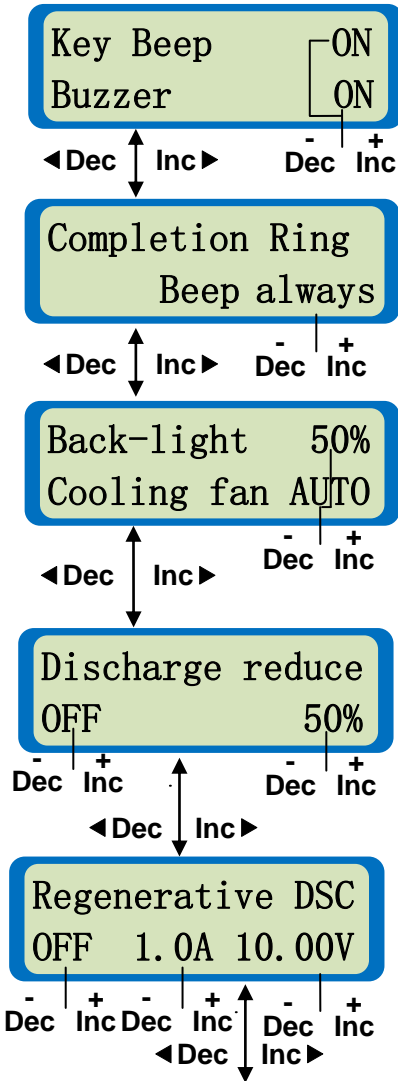 Key Beep ON
Buzzer ON
- +
Dec Inc
◀Dec Inc▶
Completion Ring
Beep always
- +
Dec Inc
◀Dec Inc▶
Back-light 50%
Cooling fan AUTO
- +
Dec Inc
◀Dec Inc▶
Discharge reduce
OFF 50%
- + - +
Dec Inc Dec Inc
◀Dec Inc▶
Regenerative DSC
OFF 1.0A 10.00V
- + - + - +
Dec Inc Dec Inc Dec Inc
◀Dec Inc▶